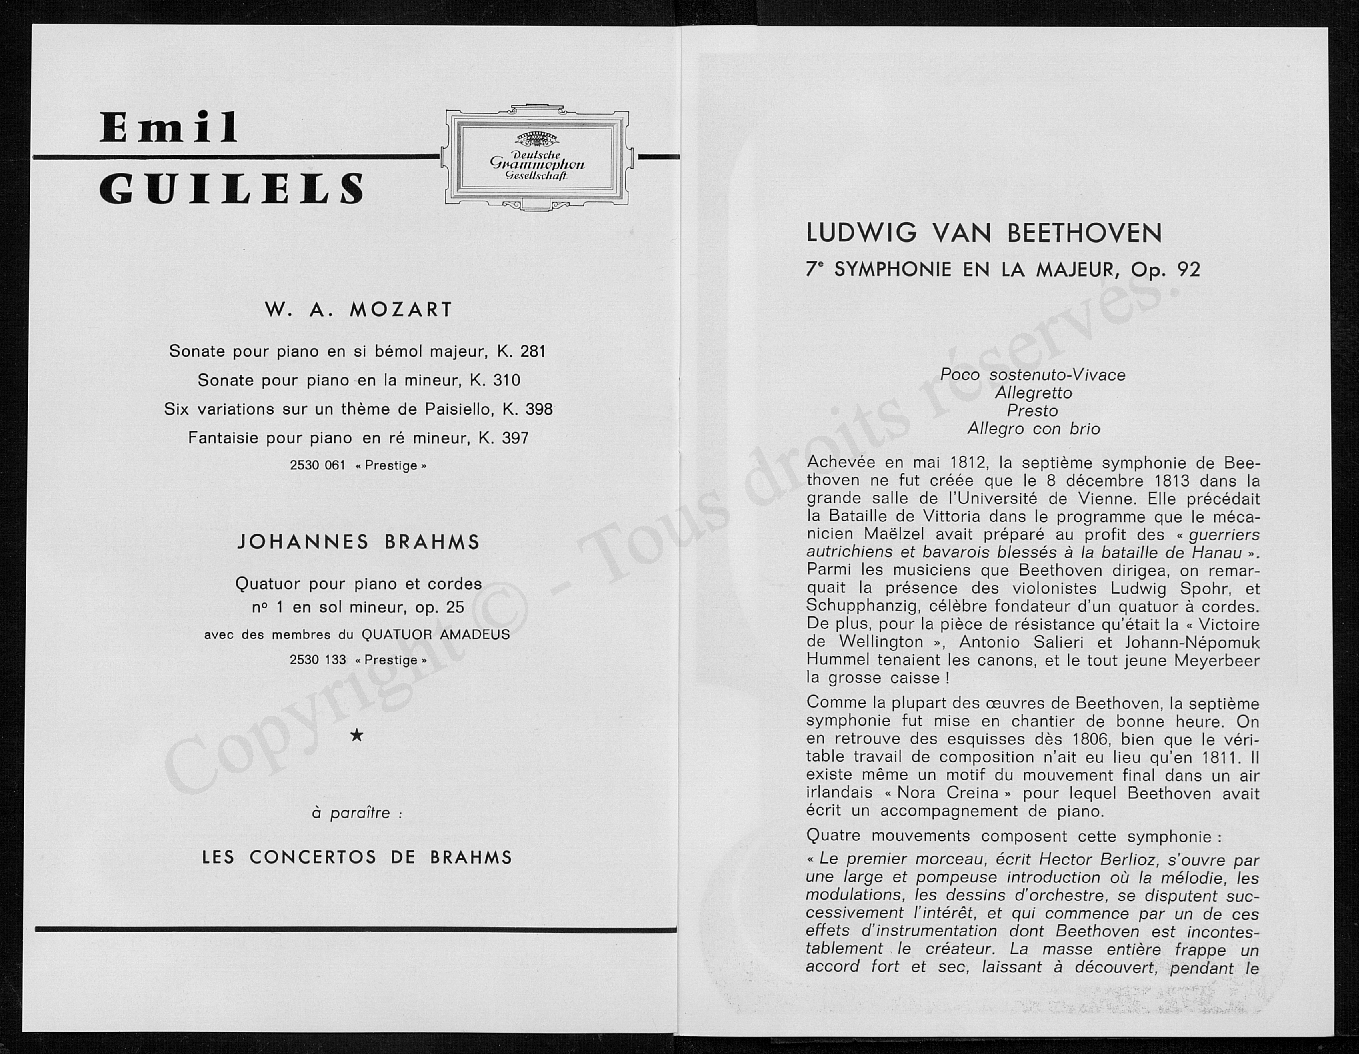 Emil
GUILELS
Deutsche
Grammophon
Gesellschaft
W. A. MOZART
Sonate pour piano en si bémol majeur, K. 281
Sonate pour piano en la mineur, K. 310
Six variations sur un thème de Paisiello, K. 398
Fantaisie pour piano en ré mineur, K. 397
2530 061 « Prestige »
JOHANNES BRAHMS
Quatuor pour piano et cordes
nº 1 en sol mineur, op. 25
avec des membres du QUATUOR AMADEUS
2530 133 « Prestige »
★
à paraître :
LES CONCERTOS DE BRAHMS
LUDWIG VAN BEETHOVEN
7e SYMPHONIE EN LA MAJEUR, Op. 92
Poco sostenuto-Vivace
Allegretto
Presto
Allegro con brio
Achevée en mai 1812, la septième symphonie de Bee-
thoven ne fut créée que le 8 décembre 1813 dans la
grande salle de l'Université de Vienne. Elle précédait
la Bataille de Vittoria dans le programme que le méca-
nicien Maëlzel avait préparé au profit des « guerriers
autrichiens et bavarois blessés à la bataille de Hanau ».
Parmi les musiciens que Beethoven dirigea, on remar-
quait la présence des violonistes Ludwig Spohr, et
Schupphanzig, célèbre fondateur d'un quatuor à cordes.
De plus, pour la pièce de résistance qu'était la « Victoire
de Wellington », Antonio Salieri et Johann-Népomuk
Hummel tenaient les canons, et le tout jeune Meyerbeer
la grosse caisse !
Comme la plupart des œuvres de Beethoven, la septième
symphonie fut mise en chantier de bonne heure. On
en retrouve des esquisses dès 1806, bien que le véri-
table travail de composition n'ait eu lieu qu'en 1811. Il
existe même un motif du mouvement final dans un air
irlandais « Nora Creina » pour lequel Beethoven avait
écrit un accompagnement de piano.
Quatre mouvements composent cette symphonie :
« Le premier morceau, écrit Hector Berlioz, s'ouvre par
une large et pompeuse introduction où la mélodie, les
modulations, les dessins d'orchestre, se disputent suc-
cessivement l'intérêt, et qui commence par un de ces
effets d'instrumentation dont Beethoven est incontes-
tablement le créateur. La masse entière frappe un
accord fort et sec, laissant à découvert, pendant le
Copyright © - Tous droits réservés.